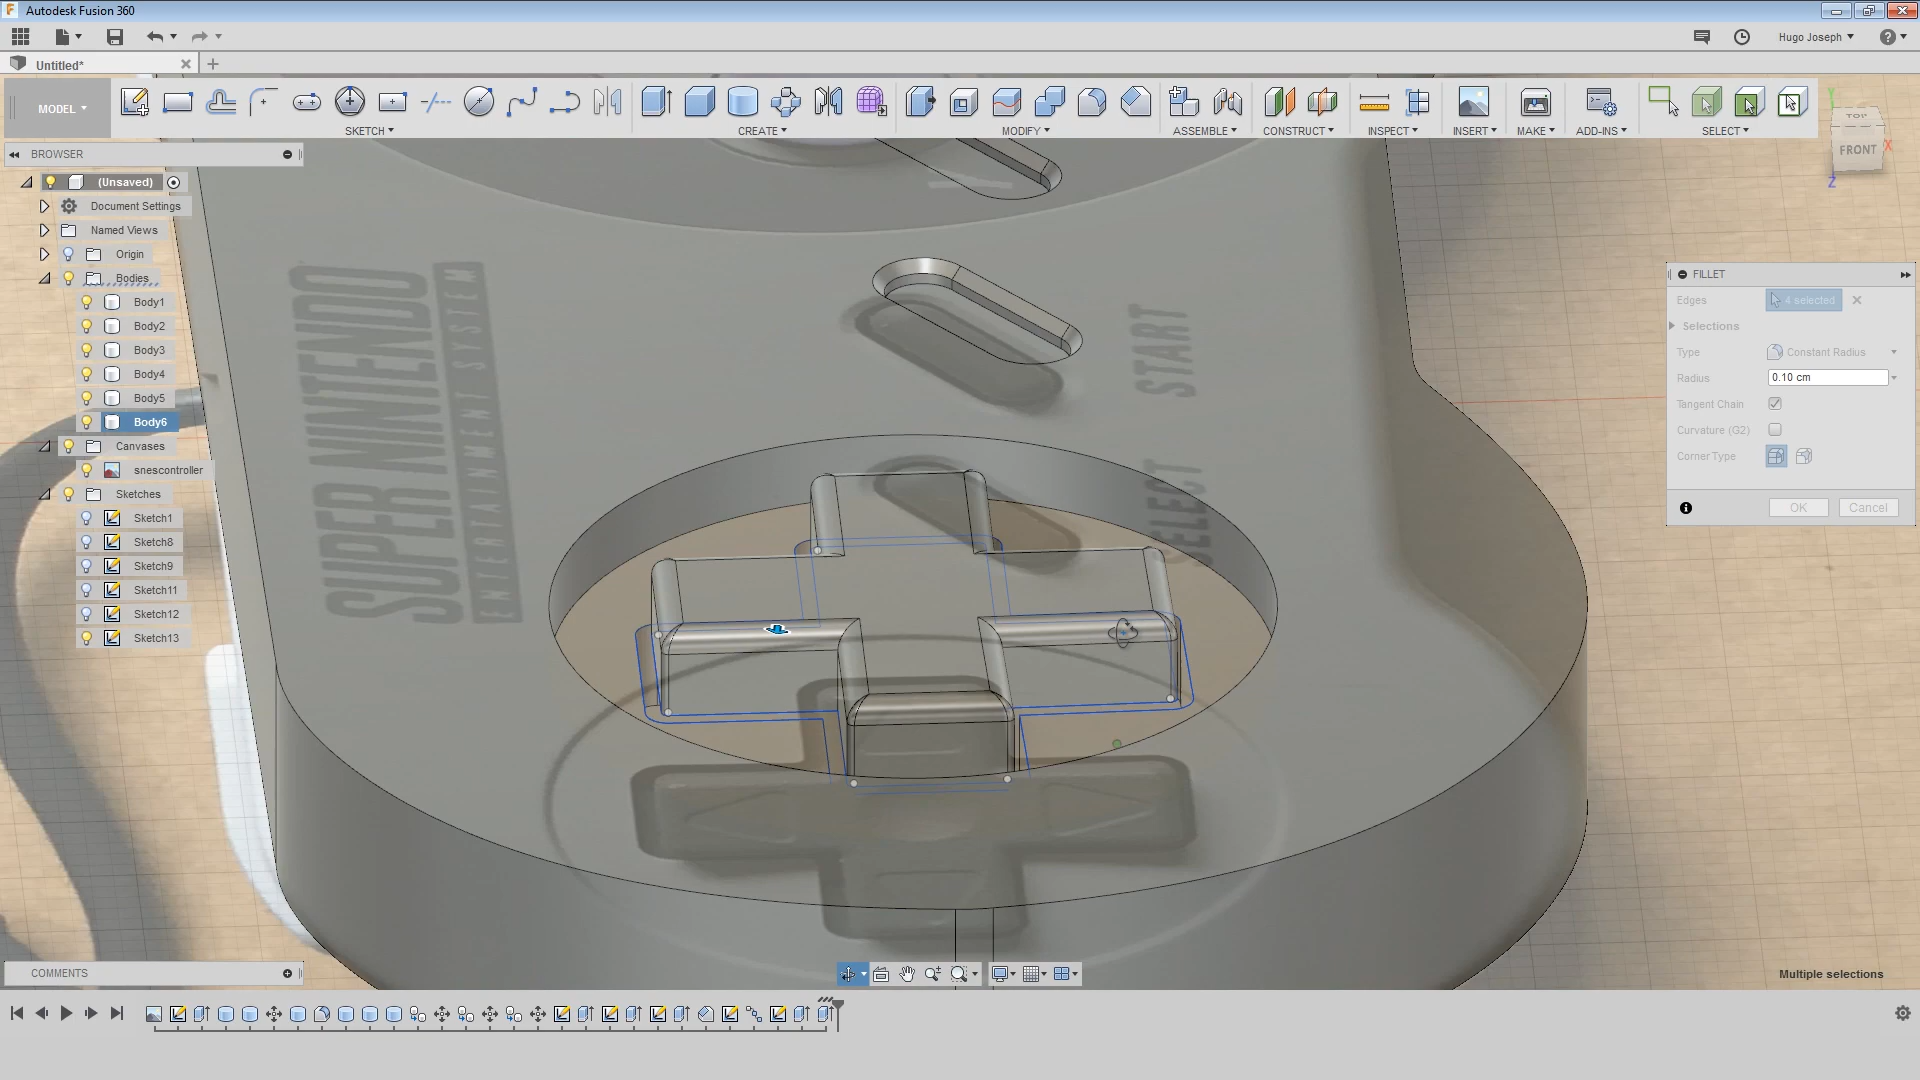 Autodesk Fusion 360
Hugo Joseph
Untitled*
MODEL
SKETCH
CREATE
MODIFY
ASSEMBLE
CONSTRUCT
INSPECT
INSERT
MAKE
ADD-INS
SELECT
TOP
FRONT
Y
X
Z
BROWSER
(Unsaved)
Document Settings
Named Views
Origin
Bodies
Body1
Body2
Body3
Body4
Body5
Body6
Canvases
snescontroller
Sketches
Sketch1
Sketch8
Sketch9
Sketch11
Sketch12
Sketch13
SUPER NINTENDO
ENTERTAINMENT SYSTEM
START
SELECT
FILLET
Edges 4 selected
Selections
Type Constant Radius
Radius 0.10 cm
Tangent Chain
Curvature (G2)
Corner Type
OK Cancel
COMMENTS
Multiple selections